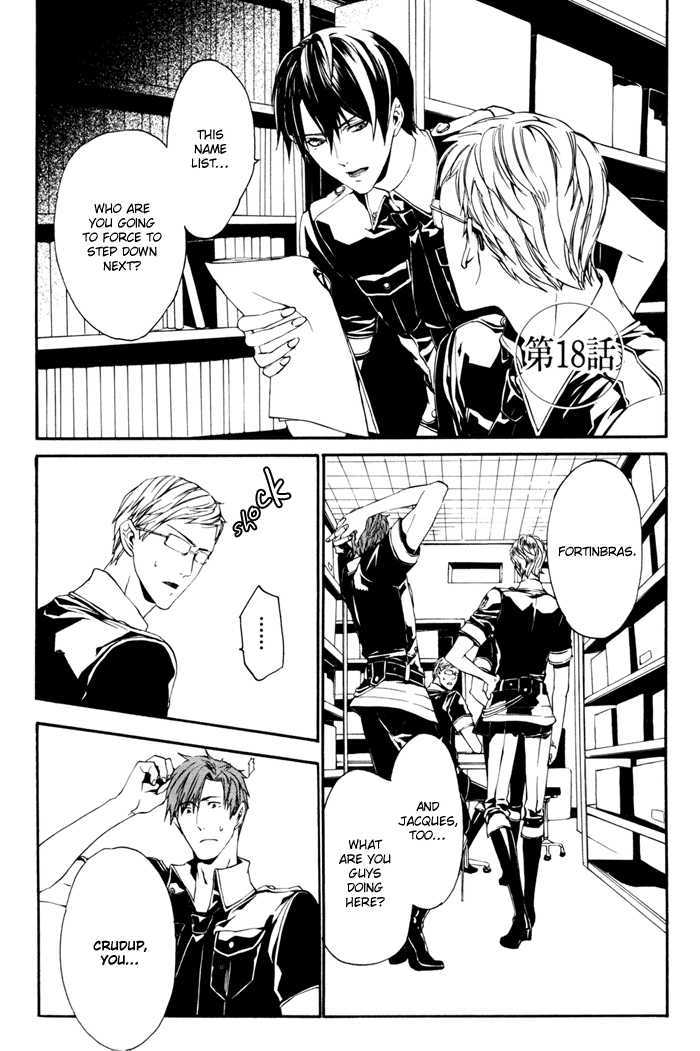 THIS
NAME
LIST...
WHO ARE
YOU GOING
TO FORCE TO
STEP DOWN
NEXT?
第18話
FORTINBRAS.
AND
JACQUES,
TOO...
WHAT
ARE YOU
GUYS
DOING
HERE?
shock
......
CRUDUP,
YOU...